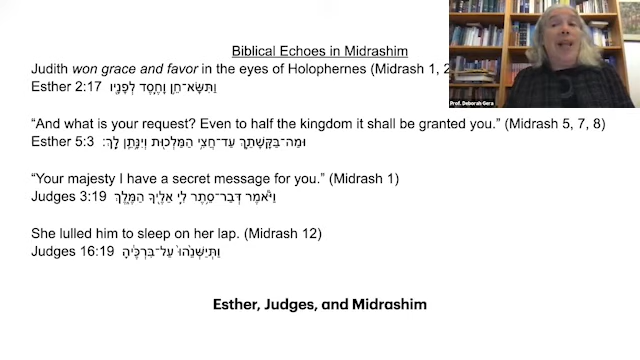 Biblical Echoes in Midrashim
Judith won grace and favor in the eyes of Holophernes (Midrash 1, 2
Esther 2:17 וַתִּשָּׂא־חֵ֥ן וָחֶ֛סֶד לְפָנָ֖יו
“And what is your request? Even to half the kingdom it shall be granted you.” (Midrash 5, 7, 8)
Esther 5:3 וּמַה־בַּקָּשָׁתֵ֛ךְ עַד־חֲצִ֥י הַמַּלְכ֖וּת וְיִנָּ֥תֵֽן לָֽךְ׃
“Your majesty I have a secret message for you.” (Midrash 1)
Judges 3:19 וַיֹּ֕אמֶר דְּבַר־סֵ֥תֶר לִ֛י אֵלֶ֖יךָ הַמֶּ֑לֶךְ
She lulled him to sleep on her lap. (Midrash 12)
Judges 16:19 וַתְּיַשְּׁנֵ֙הוּ֙ עַל־בִּרְכֶּ֔יהָ
Esther, Judges, and Midrashim
Prof. Deborah Gera